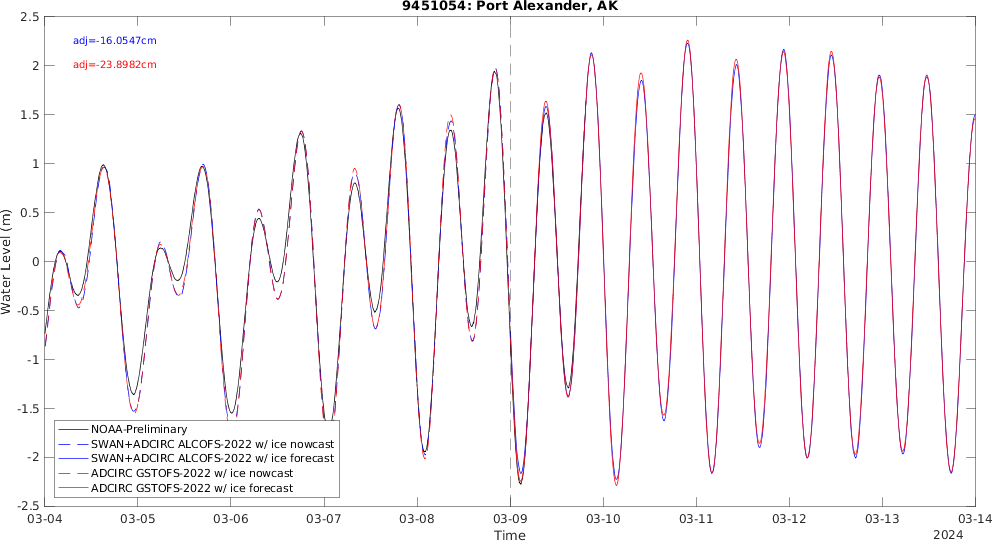 9451054: Port Alexander, AK
adj=-16.0547cm
adj=-23.8982cm
2.5
2
1.5
1
0.5
0
-0.5
-1
-1.5
-2
-2.5
Water Level (m)
NOAA-Preliminary
SWAN+ADCIRC ALCOFS-2022 w/ ice nowcast
SWAN+ADCIRC ALCOFS-2022 w/ ice forecast
ADCIRC GSTOFS-2022 w/ ice nowcast
ADCIRC GSTOFS-2022 w/ ice forecast
03-04 03-05 03-06 03-07 03-08 03-09 03-10 03-11 03-12 03-13 03-14
Time
2024